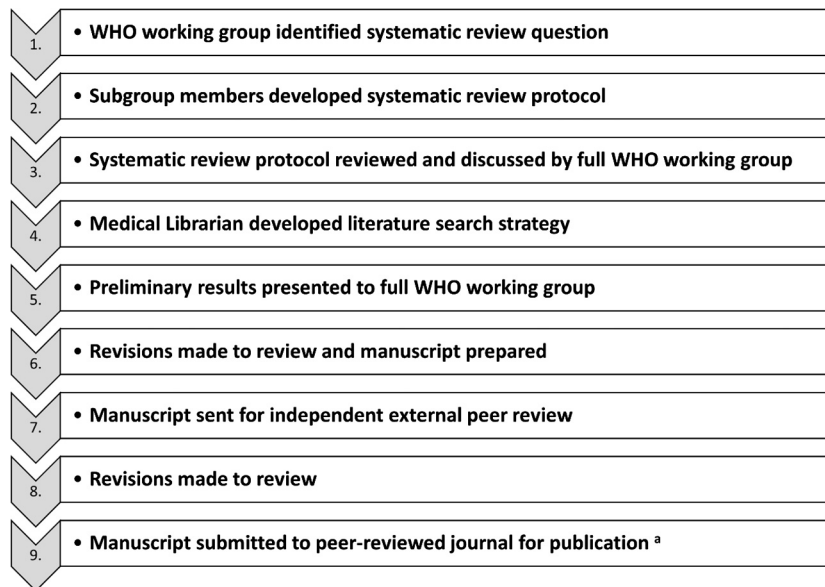 1. • WHO working group identified systematic review question
2. • Subgroup members developed systematic review protocol
3. • Systematic review protocol reviewed and discussed by full WHO working group
4. • Medical Librarian developed literature search strategy
5. • Preliminary results presented to full WHO working group
6. • Revisions made to review and manuscript prepared
7. • Manuscript sent for independent external peer review
8. • Revisions made to review
9. • Manuscript submitted to peer-reviewed journal for publication ᵃ